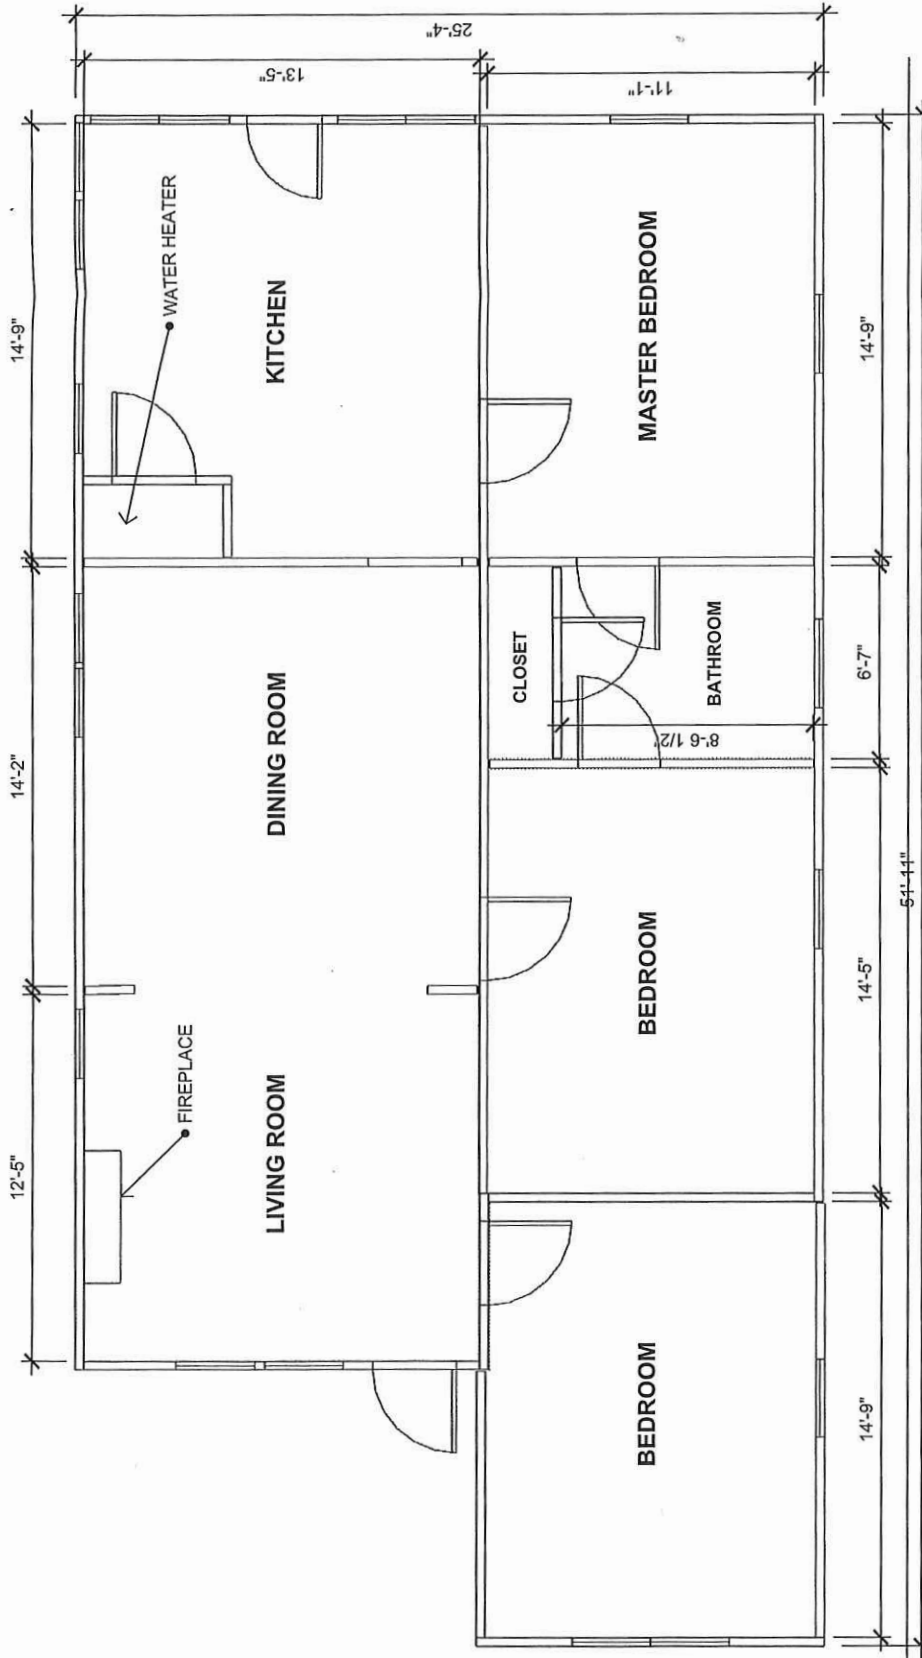 25'-4"
13'-5"
11'-1"
14'-9"
14'-2"
12'-5"
WATER HEATER
KITCHEN
MASTER BEDROOM
DINING ROOM
CLOSET
BATHROOM
8'-6 1/2'
FIREPLACE
LIVING ROOM
BEDROOM
BEDROOM
14'-9"
6'-7"
14'-5"
14'-9"
51'-11"